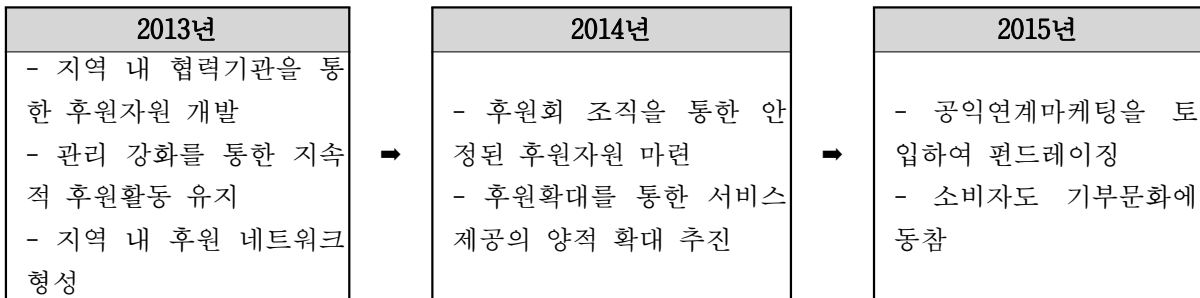 2013년
- 지역 내 협력기관을 통
한 후원자원 개발
- 관리 강화를 통한 지속
적 후원활동 유지
- 지역 내 후원 네트워크
형성
➡
2014년
- 후원회 조직을 통한 안
정된 후원자원 마련
- 후원확대를 통한 서비스
제공의 양적 확대 추진
➡
2015년
- 공익연계마케팅을 토
입하여 펀드레이징
- 소비자도 기부문화에
동참